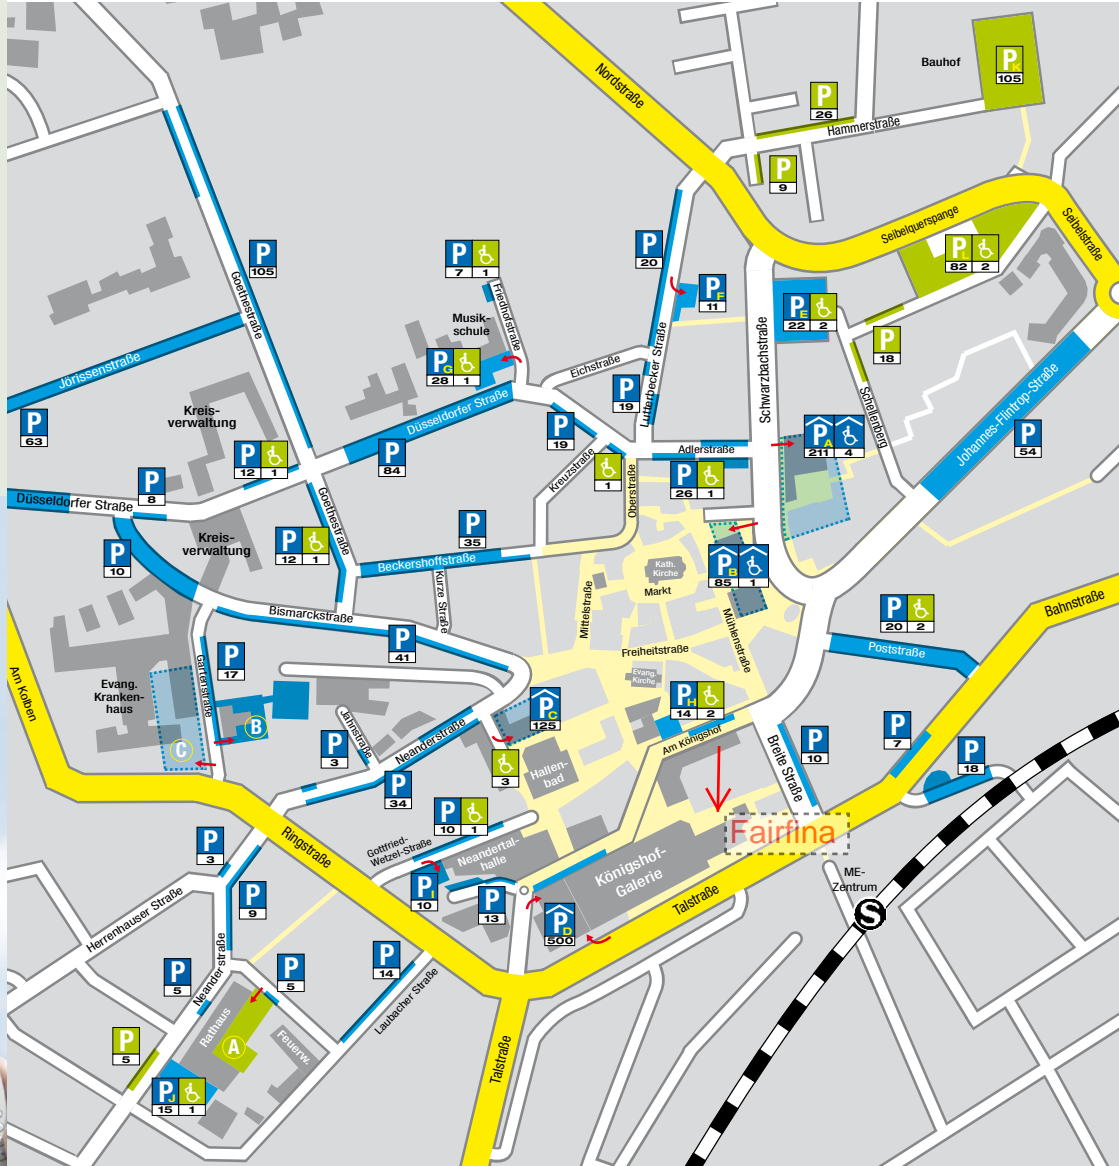 Nordstraße
Bauhof
P K
105
P
26
Hammerstraße
P
9
Seibelquerspange
Seibelstraße
P L
82 2
P
105
Goethestraße
P
7 1
Friedhofstraße
Musik-
schule
P G
28 1
P
20
P F
11
Lutterbecker Straße
Eichstraße
P
19
Schwarzbachstraße
P E
22 2
P
18
Schellenberg
Johannes-Flintrop-Straße
P
54
Jörissenstraße
P
63
Kreis-
verwaltung
P
12 1
Düsseldorfer Straße
P
84
P
19
Kreuzstraße
1
Adlerstraße
P
26 1
Oberstraße
P A
211 4
P
8
Düsseldorfer Straße
Kreis-
verwaltung
P
10
Goethestraße
P
12 1
P
35
Beckershoffstraße
Kurze Straße
Kath.
Kirche
Markt
P B
85 1
Mittelstraße
Mühlenstraße
Freiheitstraße
Evang.
Kirche
Bismarckstraße
P
41
P
20 2
Poststraße
Bahnstraße
Am Kolben
Evang.
Kranken-
haus
Gartenstraße
P
17
B
C
Jahnstraße
P
3
Neanderstraße
P
34
P C
125
3
Hallen-
bad
P H
14 2
Am Königshof
Breite Straße
P
10
P
7
P
18
Fairfina
Ringstraße
Gottfried-
Wetzel-Straße
P
10 1
Neandertal-
halle
P I
10
P
13
Königshof-
Galerie
P D
500
Talstraße
ME-
Zentrum
S
P
3
P
9
Herrenhauser Straße
Neanderstraße
P
5
P
5
P
14
Laubacher Straße
Rathaus
A
Feuerw.
P
5
P J
15 1
Talstraße